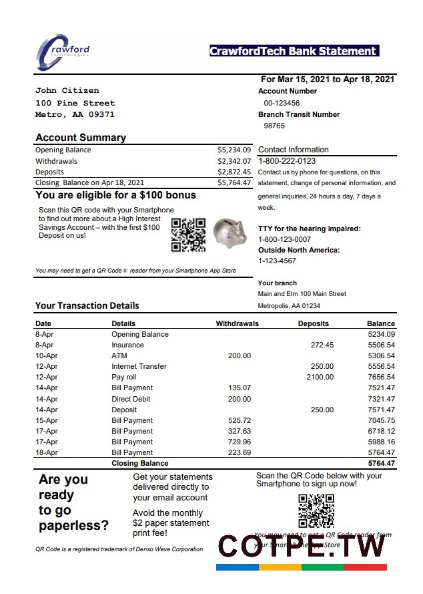 Crawford
Technologies
CrawfordTech Bank Statement
For Mar 15, 2021 to Apr 18, 2021
John Citizen
100 Pine Street
Metro, AA 09371
Account Number
00-123456
Branch Transit Number
98765
Account Summary
Opening Balance $5,234.09
Withdrawals $2,342.07
Deposits $2,872.45
Closing Balance on Apr 18, 2021 $5,764.47
Contact Information
1-800-222-0123
Contact us by phone for questions, on this
statement, change of personal information, and
general inquiries, 24 hours a day, 7 days a
week.
TTY for the hearing impaired:
1-800-123-0007
Outside North America:
1-123-4567
You are eligible for a $100 bonus
Scan this QR code with your Smartphone
to find out more about a High Interest
Savings Account – with the first $100
Deposit on us!
You may need to get a QR Code® reader from your Smartphone App Store
Your branch
Main and Elm 100 Main Street
Metropolis, AA 01234
Your Transaction Details
Date Details Withdrawals Deposits Balance
8-Apr Opening Balance 5234.09
8-Apr Insurance 272.45 5506.54
10-Apr ATM 200.00 5306.54
12-Apr Internet Transfer 250.00 5556.54
12-Apr Pay roll 2100.00 7656.54
14-Apr Bill Payment 135.07 7521.47
14-Apr Direct Debit 200.00 7321.47
14-Apr Deposit 250.00 7571.47
15-Apr Bill Payment 525.72 7045.75
17-Apr Bill Payment 327.63 6718.12
17-Apr Bill Payment 729.96 5988.16
18-Apr Bill Payment 223.69 5764.47
Closing Balance 5764.47
Are you
ready
to go
paperless?
Get your statements
delivered directly to
your email account
Avoid the monthly
$2 paper statement
print fee!
Scan the QR Code below with your
Smartphone to sign up now!
You may need to get a QR Code reader from
your Smartphone App Store
QR Code is a registered trademark of Denso Wave Corporation
COTPE.TW